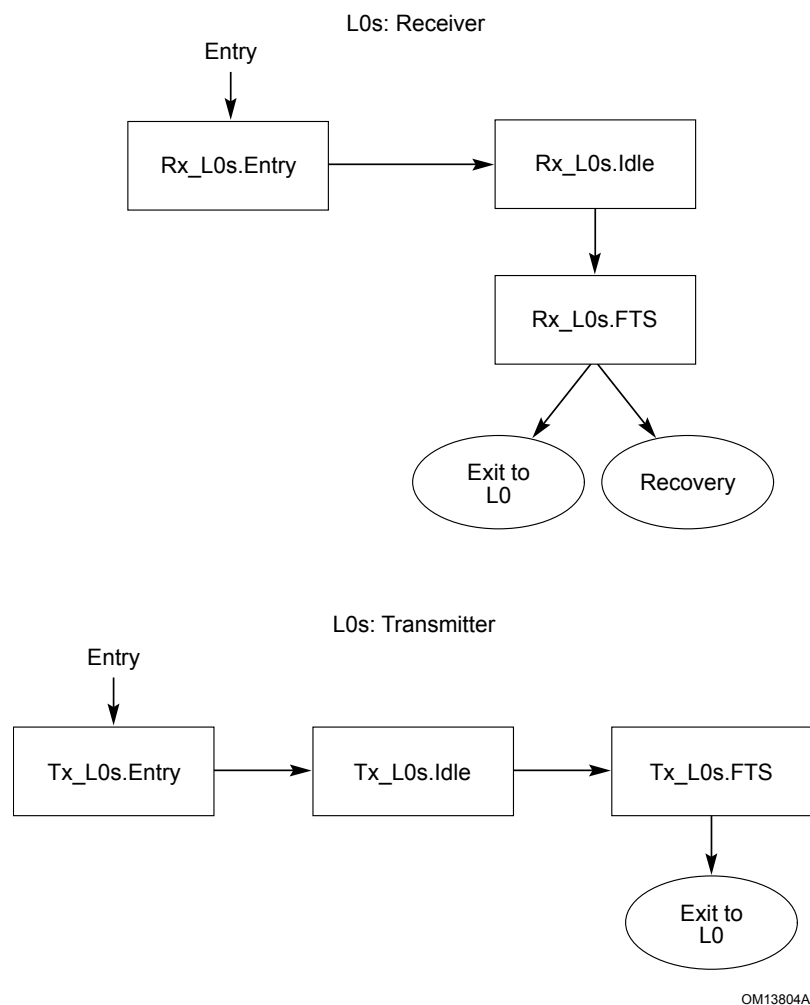 L0s: Receiver
Entry
Rx_L0s.Entry
Rx_L0s.Idle
Rx_L0s.FTS
Exit to
L0
Recovery
L0s: Transmitter
Entry
Tx_L0s.Entry
Tx_L0s.Idle
Tx_L0s.FTS
Exit to
L0
OM13804A